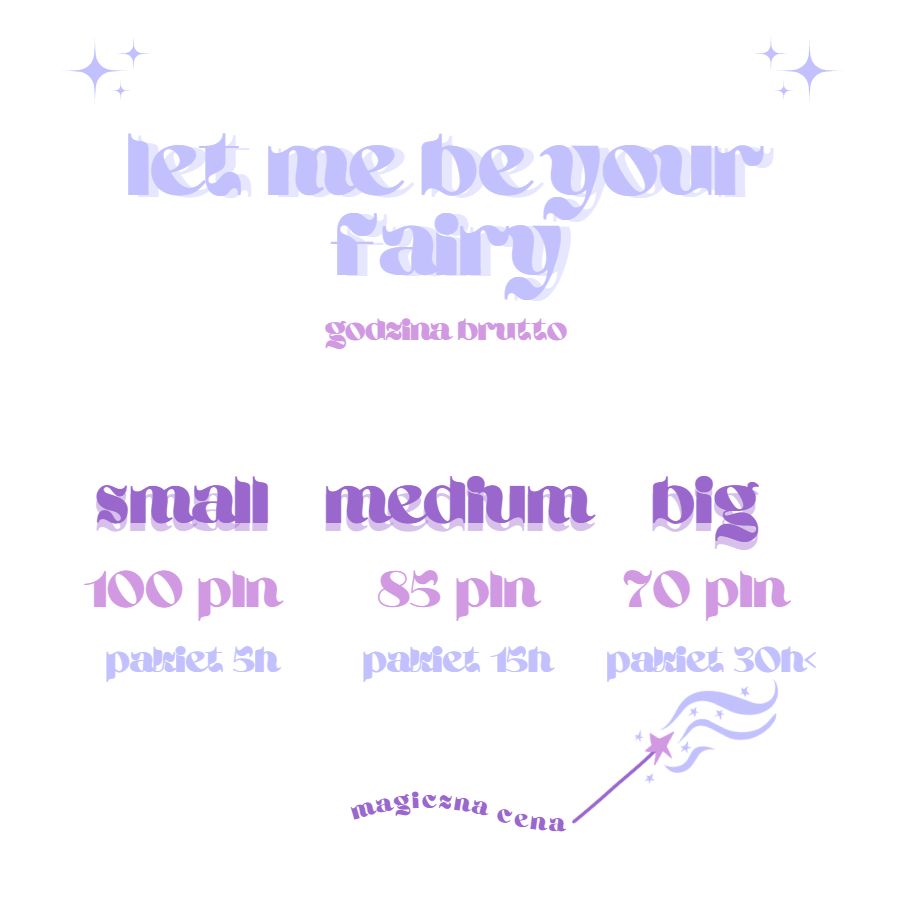 let me be your
fairy
godzina brutto
small medium big
100 pln 85 pln 70 pln
pakiet 5h pakiet 15h pakiet 30h<
magiczna cena